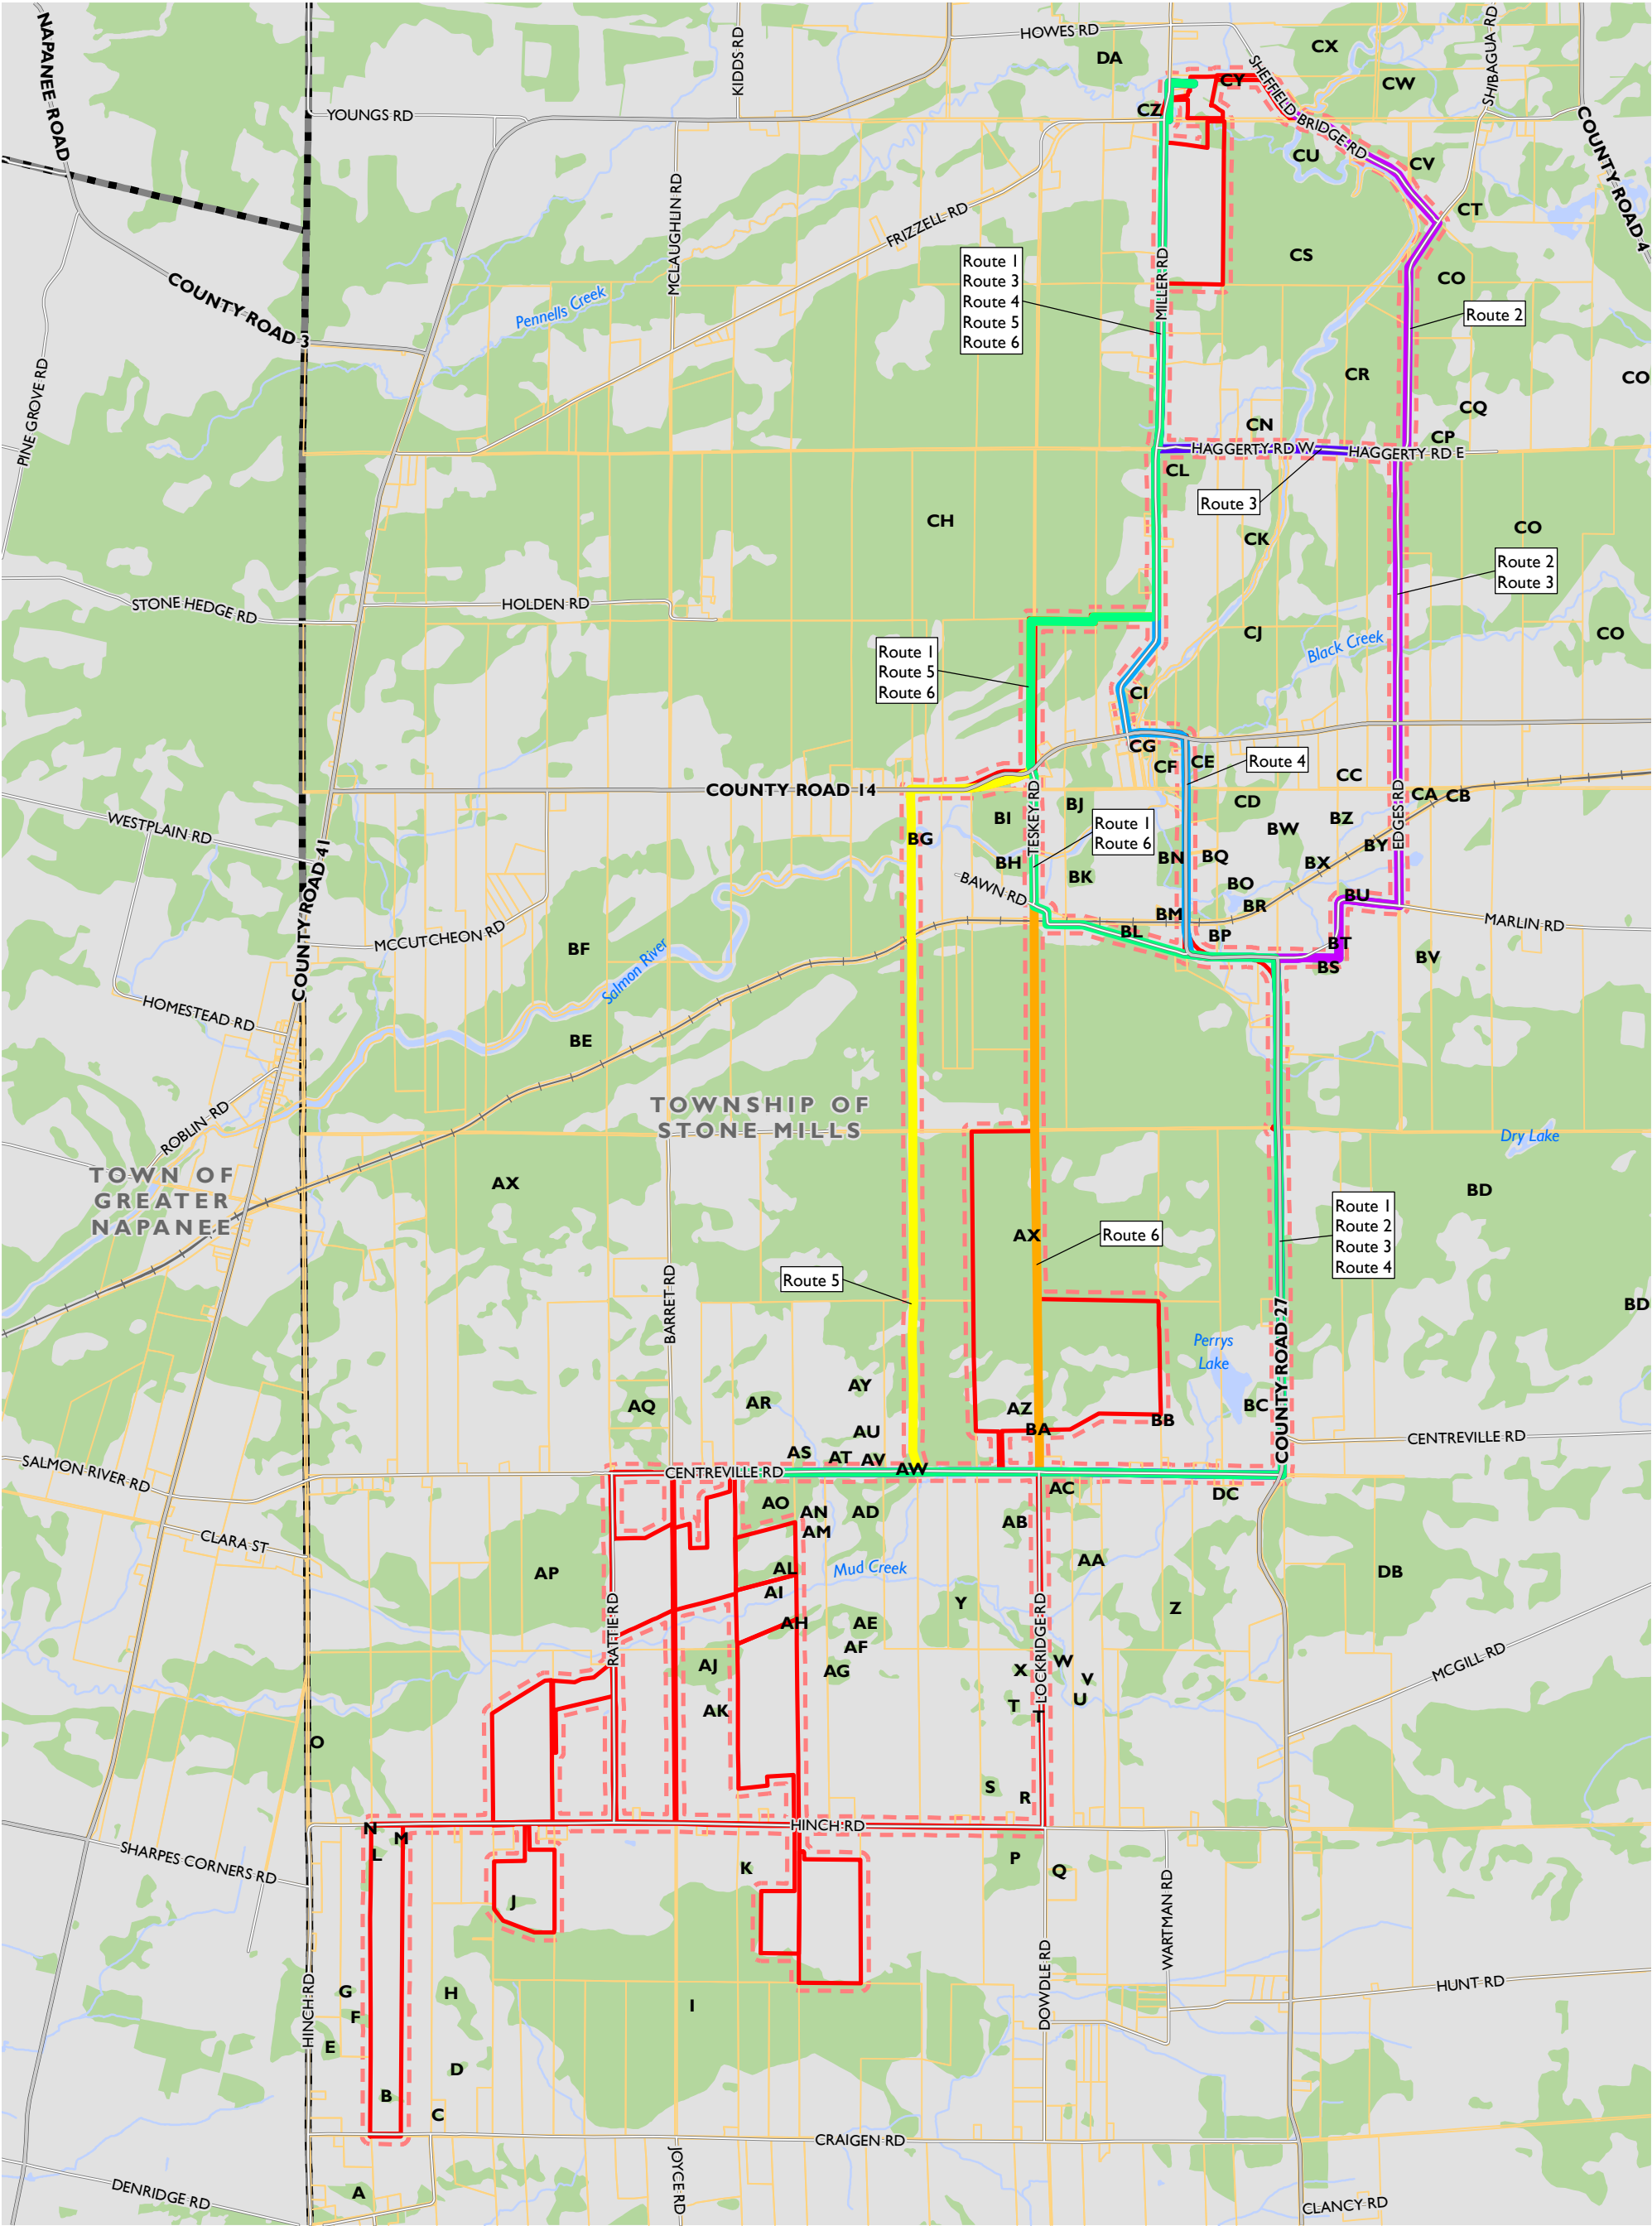 HOWES RD
KIDDS RD
SHIBAGUA RD
NAPANEE ROAD
DA
CX
SHEFFIELD BRIDGE RD
CY
CW
CZ
YOUNGS RD
COUNTY ROAD 4
CU
CV
MCLAUGHLIN RD
FRIZZELL RD
CT
CS
Route 1
Route 3
Route 4
Route 5
Route 6
MILLER RD
CO
COUNTY ROAD 3
Pennells Creek
Route 2
CR
CO
PINE GROVE RD
CQ
CN
CP
HAGGERTY RD W
HAGGERTY RD E
CL
Route 3
CH
CO
CK
Route 2
Route 3
STONE HEDGE RD
HOLDEN RD
CJ
CO
Black Creek
Route 1
Route 5
Route 6
CI
CG
CF
CE
Route 4
CC
COUNTY ROAD 14
CA
CB
CD
TESKEY RD
BJ
BI
WESTPLAIN RD
Route 1
Route 6
BW
BZ
EDGES RD
BG
BY
BH
BN
BQ
BX
BK
BAWN RD
BO
BU
BR
BM
COUNTY ROAD 41
MARLIN RD
BL
BP
BT
MCCUTCHEON RD
BF
BS
BV
Salmon River
HOMESTEAD RD
BE
TOWNSHIP OF
STONE MILLS
ROBLIN RD
Dry Lake
TOWN OF
GREATER
NAPANEE
AX
BD
Route 1
Route 2
Route 3
Route 4
AX
Route 6
Route 5
BARRET RD
BD
Perrys
Lake
COUNTY ROAD 27
AY
AQ
AR
AZ
BC
BB
BA
AU
CENTREVILLE RD
AS
AT
AV
AW
CENTREVILLE RD
SALMON RIVER RD
AC
DC
AO
AN
AD
AM
AB
CLARA ST
AA
AP
AL
Mud Creek
DB
AI
Y
Z
RATTIE RD
AH
AE
LOCKRIDGE RD
AF
AJ
AG
X
W
V
MCGILL RD
U
AK
T
T
O
S
R
N
M
HINCH RD
L
SHARPES CORNERS RD
K
P
Q
J
WARTMAN RD
DOWDLE RD
HUNT RD
G
H
I
F
HINCH RD
E
D
B
C
CRAIGEN RD
JOYCE RD
A
DENRIDGE RD
CLANCY RD